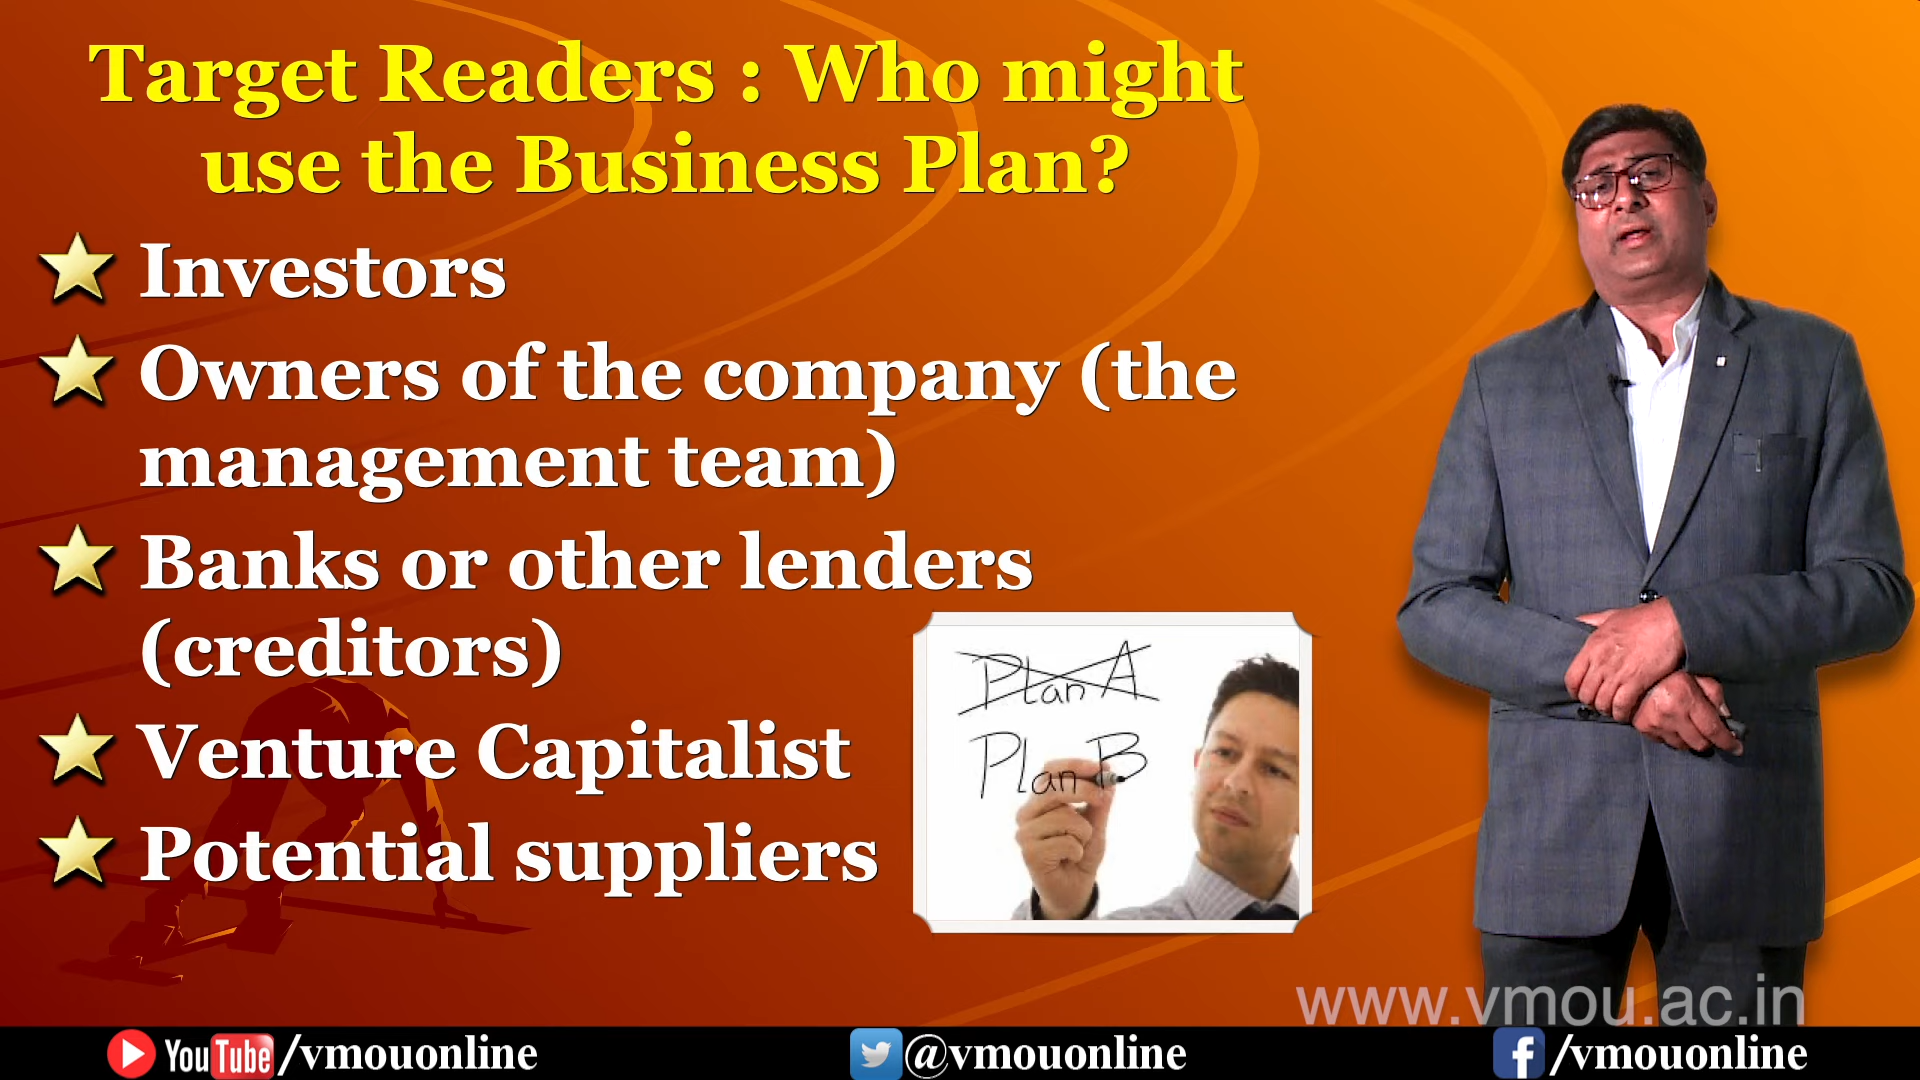 Target Readers : Who might
use the Business Plan?
Investors
Owners of the company (the
management team)
Banks or other lenders
(creditors)
Venture Capitalist
Potential suppliers
Plan A
Plan B
www.vmou.ac.in
YouTube /vmouonline
@vmouonline
f /vmouonline